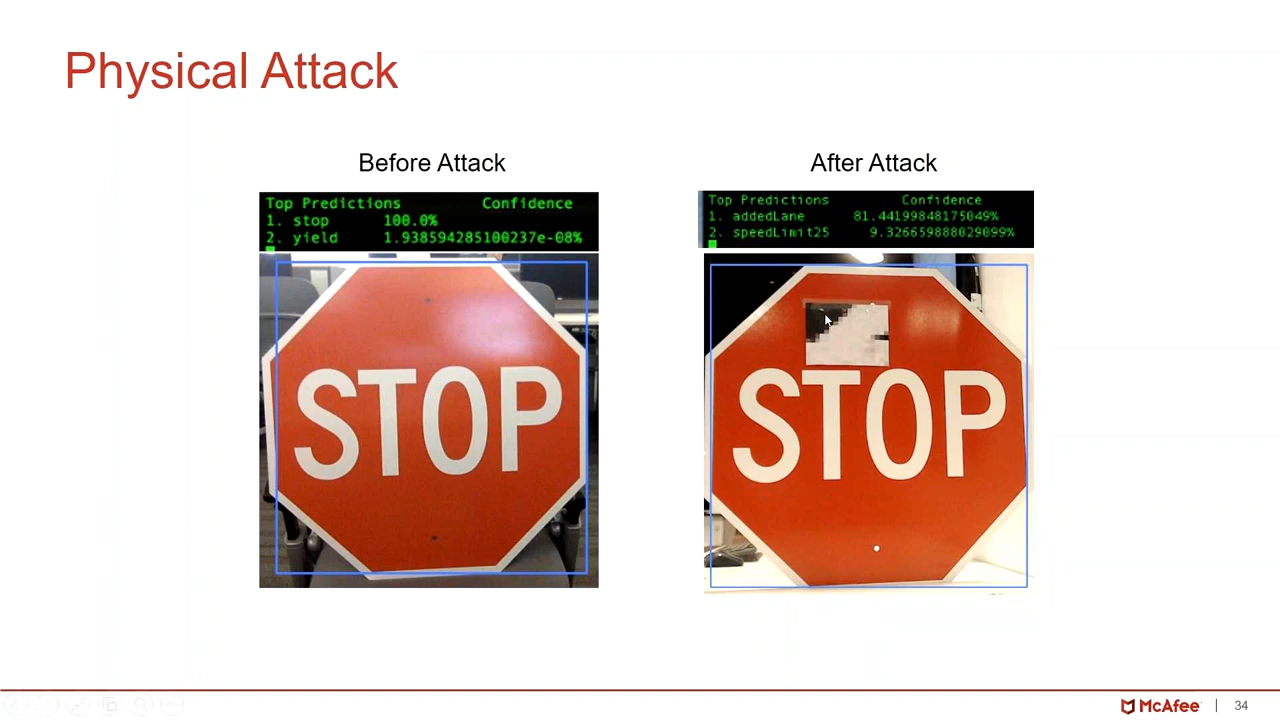 Physical Attack
Before Attack
After Attack
Top Predictions Confidence
1. stop 100.0%
2. yield 1.938594285100237e-08%
Top Predictions Confidence
1. addedLane 81.44199848175049%
2. speedLimit25 9.326659888029099%
STOP
STOP
McAfee | 34